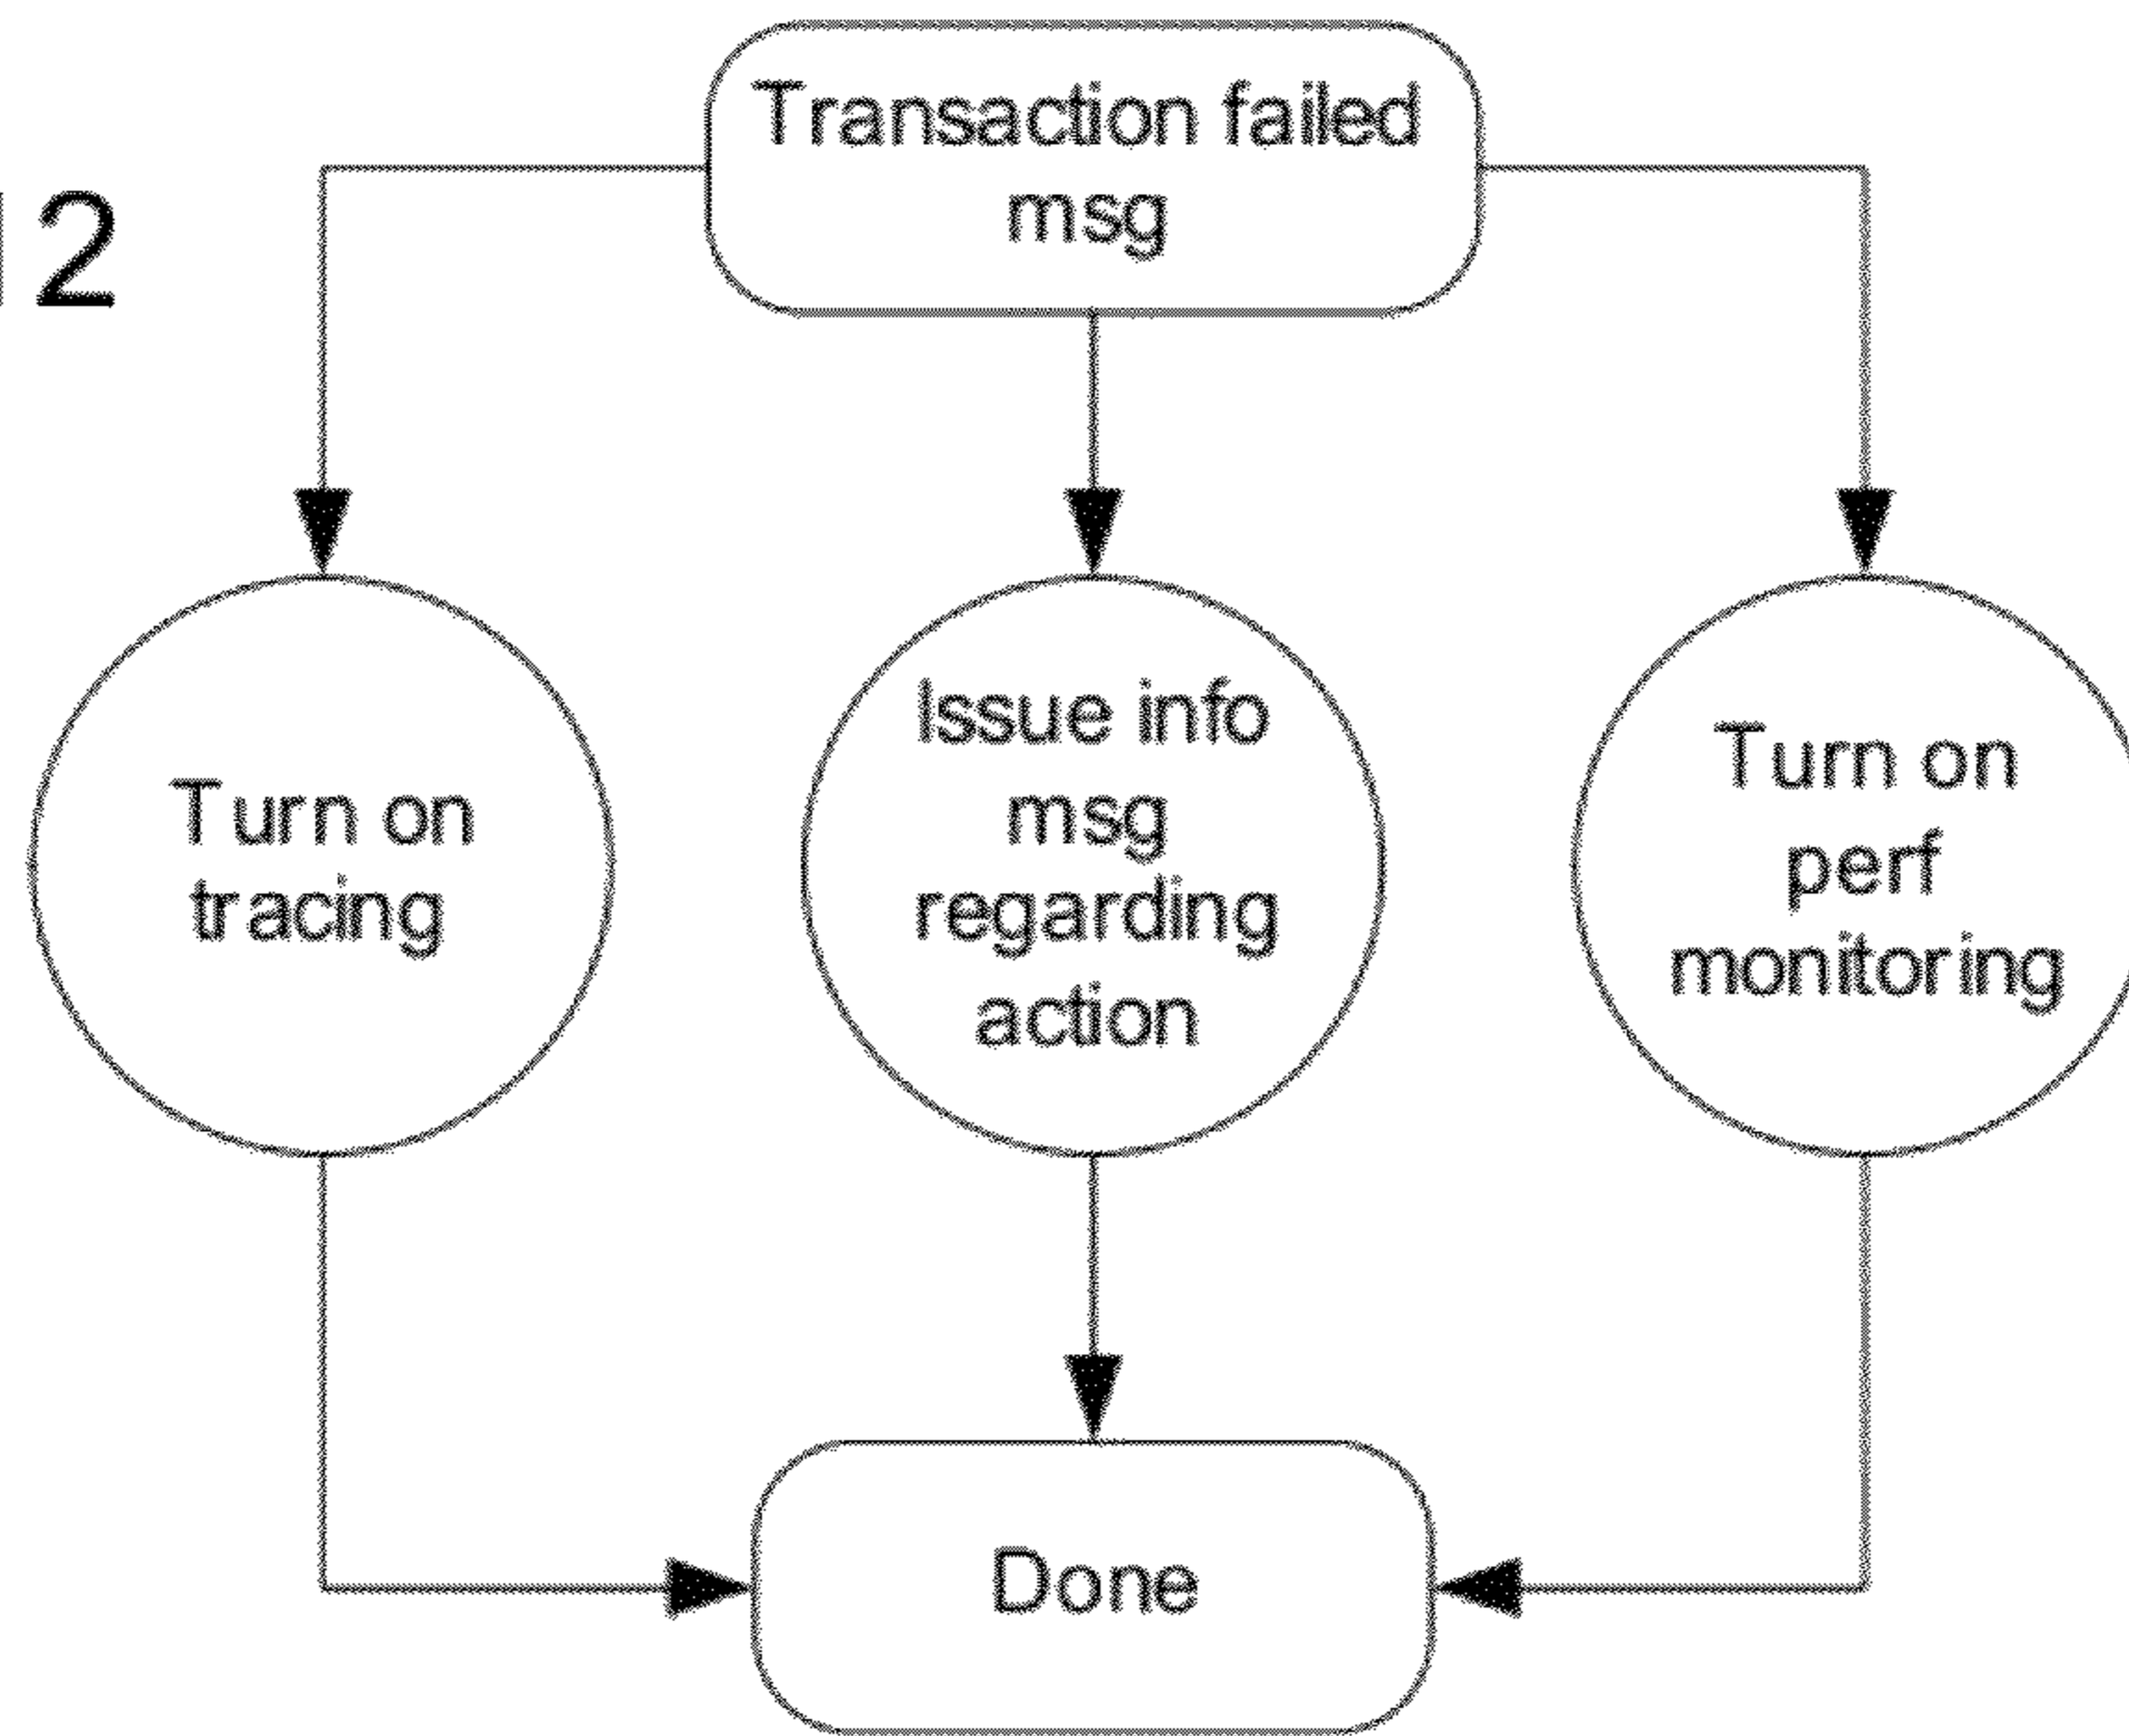 12
Transaction failed
msg
Turn on
tracing
Issue info
msg
regarding
action
Turn on
perf
monitoring
Done